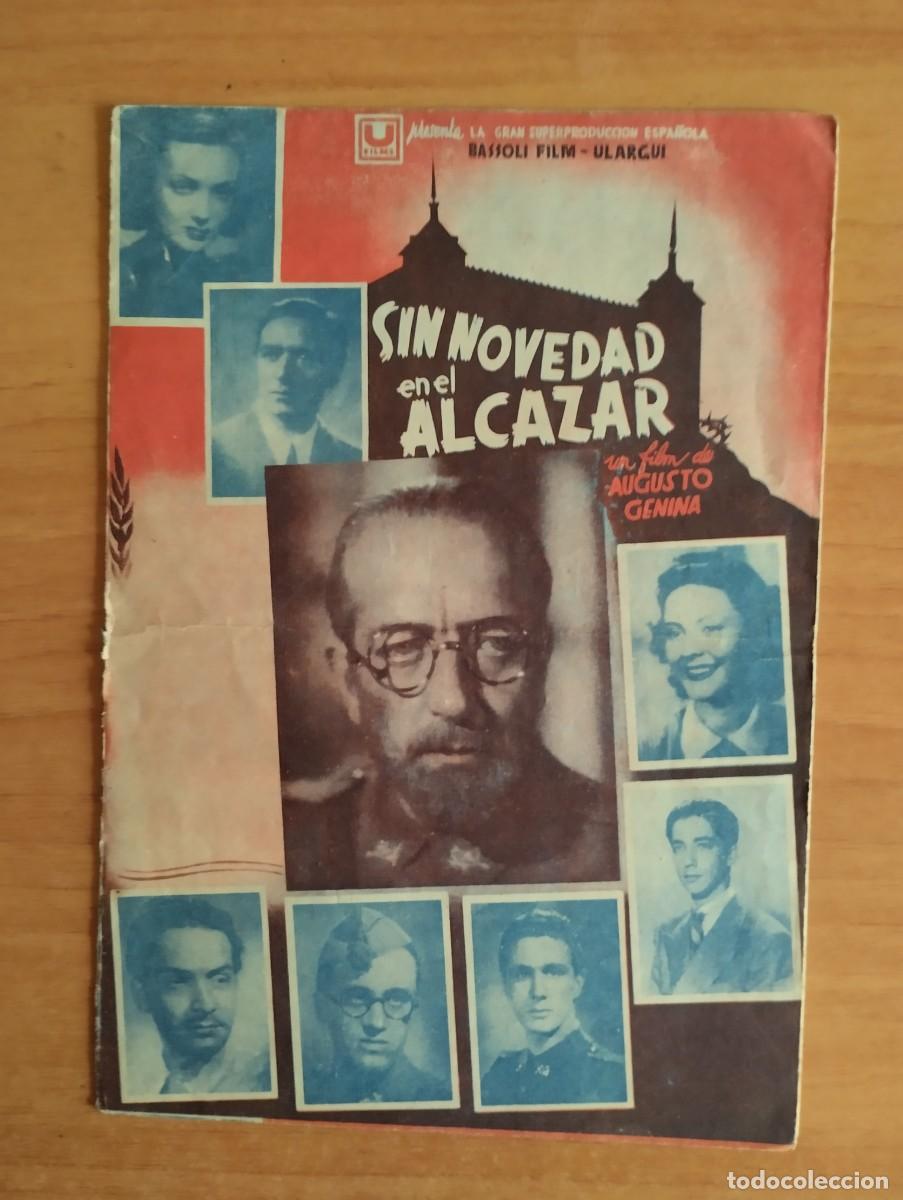 U
FILMS
presenta LA GRAN SUPERPRODUCCION ESPAÑOLA
BASSOLI FILM - ULARGUI
SIN NOVEDAD
en el
ALCAZAR
un film de
AUGUSTO
GENINA
todocoleccion